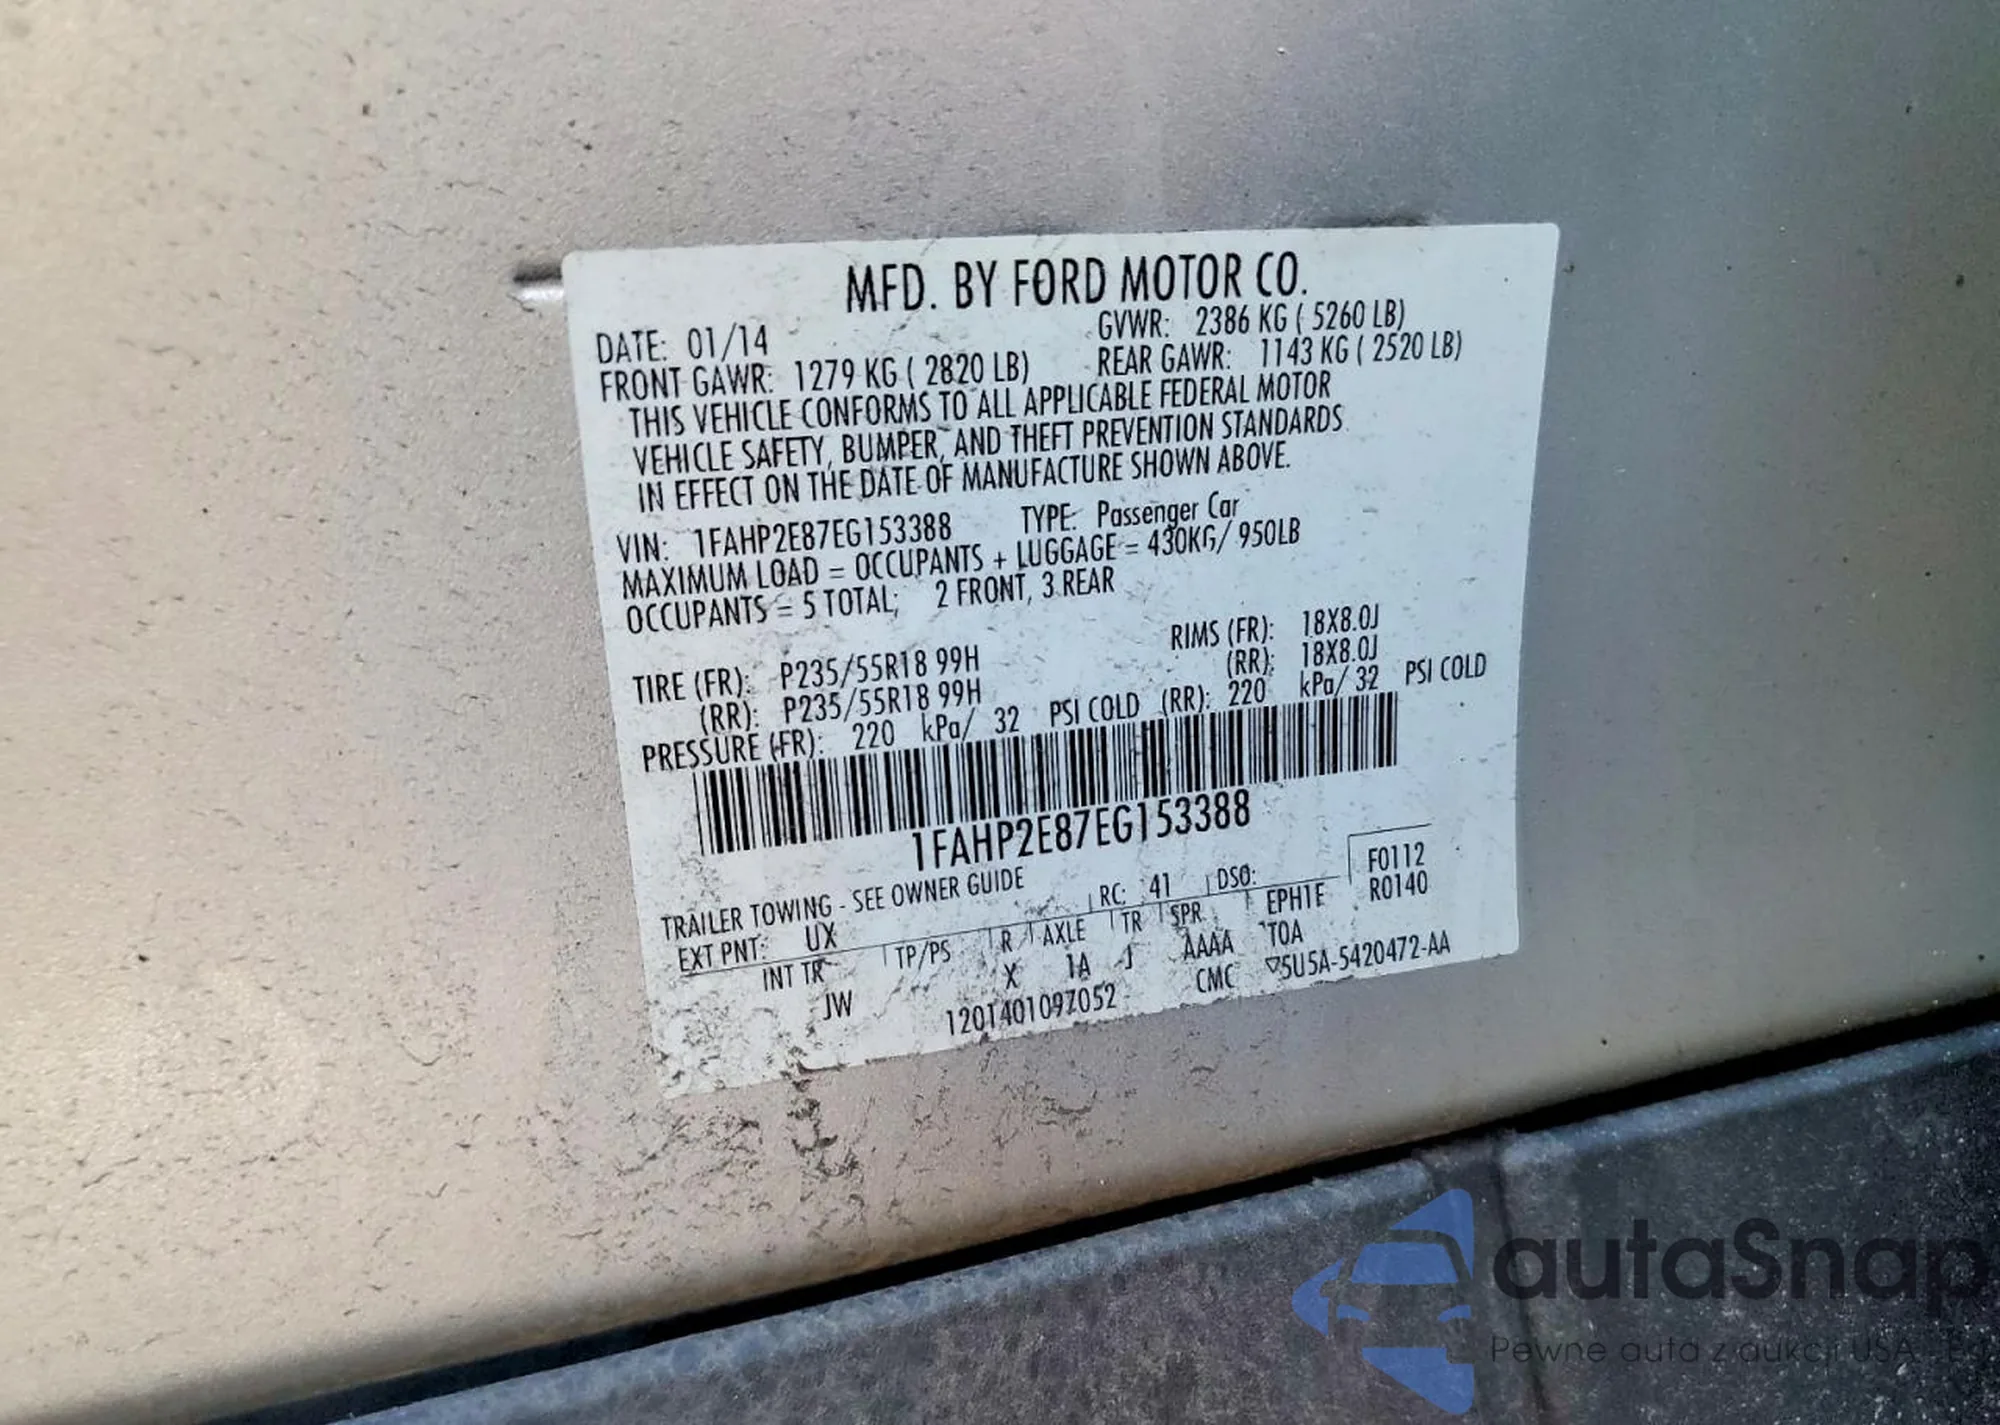 MFD. BY FORD MOTOR CO.
DATE: 01/14 GVWR: 2386 KG ( 5260 LB)
FRONT GAWR: 1279 KG ( 2820 LB) REAR GAWR: 1143 KG ( 2520 LB)
THIS VEHICLE CONFORMS TO ALL APPLICABLE FEDERAL MOTOR
VEHICLE SAFETY, BUMPER, AND THEFT PREVENTION STANDARDS
IN EFFECT ON THE DATE OF MANUFACTURE SHOWN ABOVE.
VIN: 1FAHP2E87EG153388 TYPE: Passenger Car
MAXIMUM LOAD = OCCUPANTS + LUGGAGE = 430KG/ 950LB
OCCUPANTS = 5 TOTAL; 2 FRONT, 3 REAR
TIRE (FR): P235/55R18 99H RIMS (FR): 18X8.0J
(RR): P235/55R18 99H (RR): 18X8.0J
PRESSURE (FR): 220 kPa/ 32 PSI COLD (RR): 220 kPa/ 32 PSI COLD
1FAHP2E87EG153388
TRAILER TOWING - SEE OWNER GUIDE
EXT PNT: UX RC: 41 DSO: F0112
INT TR TP/PS R AXLE TR SPR EPH1E R0140
JW X 1A J AAAA TOA
1201401097052 CMC ▽5U5A-5420472-AA
autaSnap
Pewne auta z aukcji USA